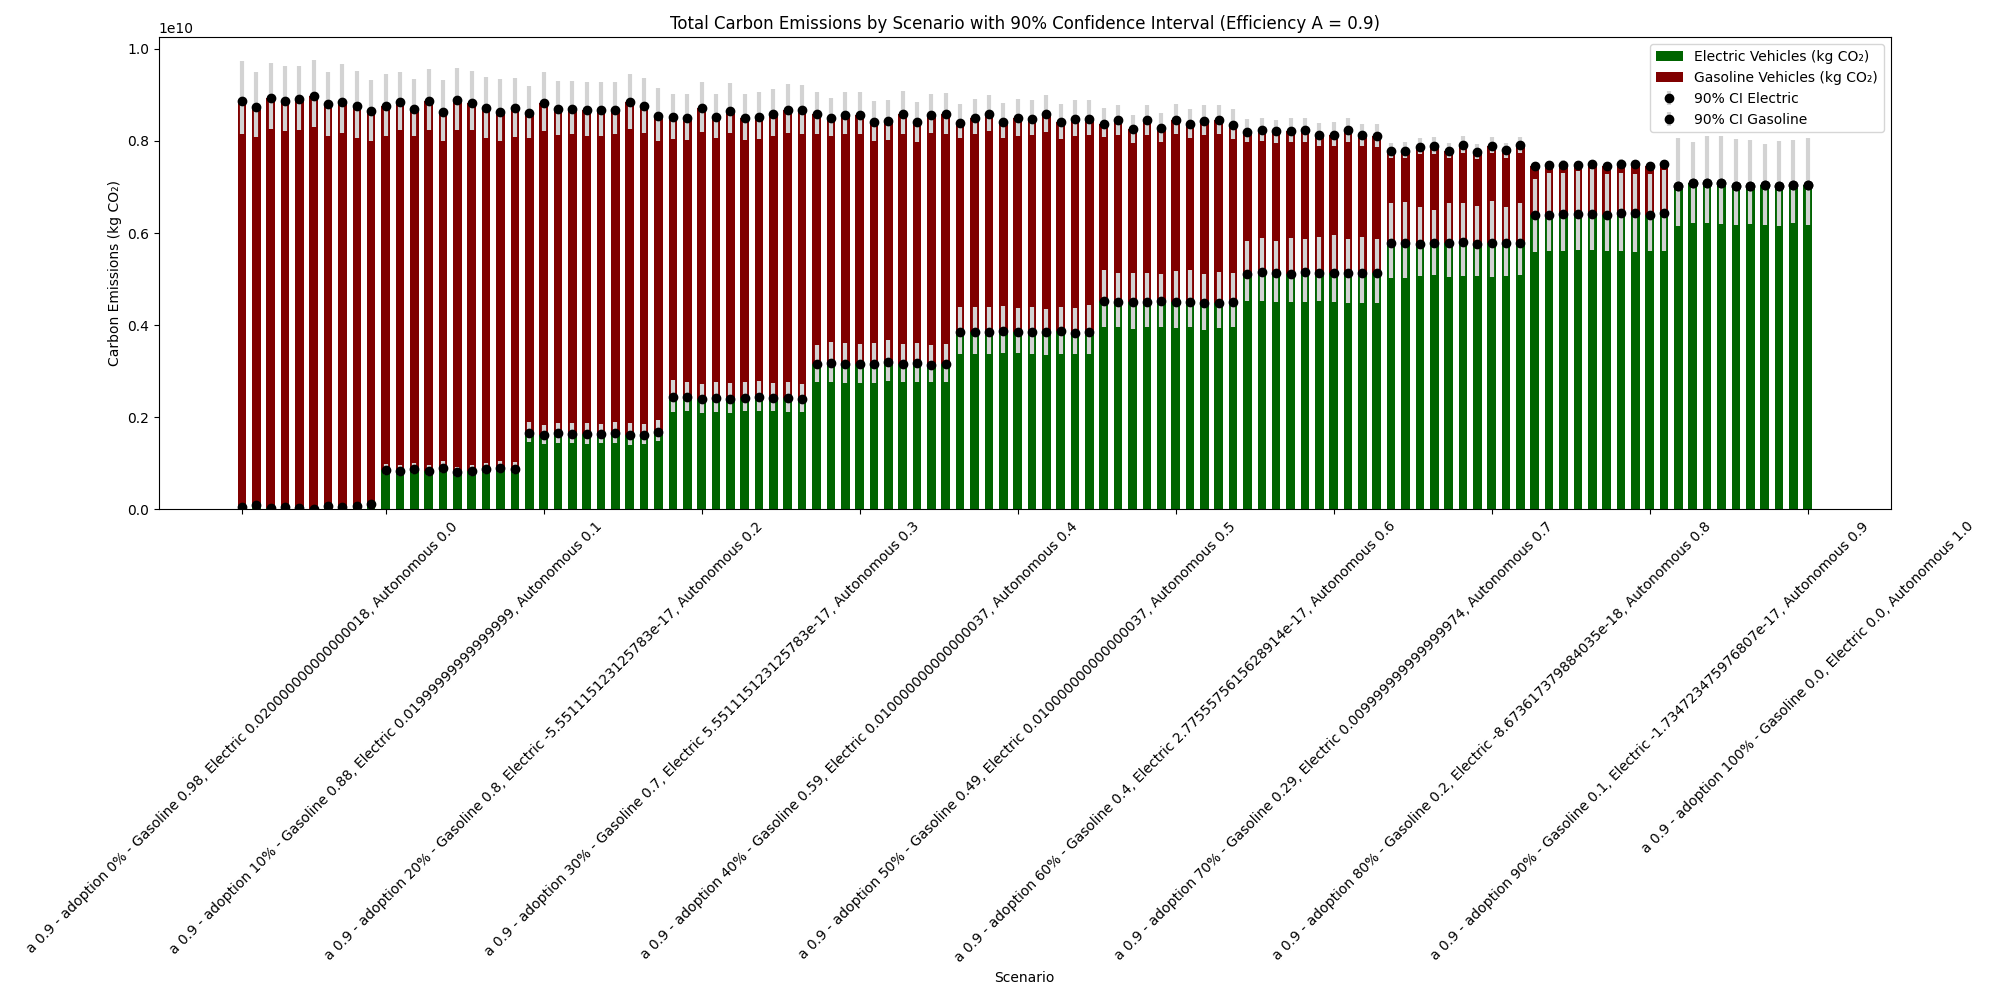 Total Carbon Emissions by Scenario with 90% Confidence Interval (Efficiency A = 0.9)
1e10
1.0
0.8
0.6
0.4
0.2
0.0
Carbon Emissions (kg CO₂)
Electric Vehicles (kg CO₂)
Gasoline Vehicles (kg CO₂)
90% CI Electric
90% CI Gasoline
a 0.9 - adoption 0% - Gasoline 0.98, Electric 0.020000000000000018, Autonomous 0.0
a 0.9 - adoption 10% - Gasoline 0.88, Electric 0.01999999999999999, Autonomous 0.1
a 0.9 - adoption 20% - Gasoline 0.8, Electric -5.551115123125783e-17, Autonomous 0.2
a 0.9 - adoption 30% - Gasoline 0.7, Electric 5.551115123125783e-17, Autonomous 0.3
a 0.9 - adoption 40% - Gasoline 0.59, Electric 0.010000000000000037, Autonomous 0.4
a 0.9 - adoption 50% - Gasoline 0.49, Electric 0.010000000000000037, Autonomous 0.5
a 0.9 - adoption 60% - Gasoline 0.4, Electric 2.7755575615628914e-17, Autonomous 0.6
a 0.9 - adoption 70% - Gasoline 0.29, Electric 0.009999999999999974, Autonomous 0.7
a 0.9 - adoption 80% - Gasoline 0.2, Electric -8.673617379884035e-18, Autonomous 0.8
a 0.9 - adoption 90% - Gasoline 0.1, Electric -1.734723475976807e-17, Autonomous 0.9
a 0.9 - adoption 100% - Gasoline 0.0, Electric 0.0, Autonomous 1.0
Scenario